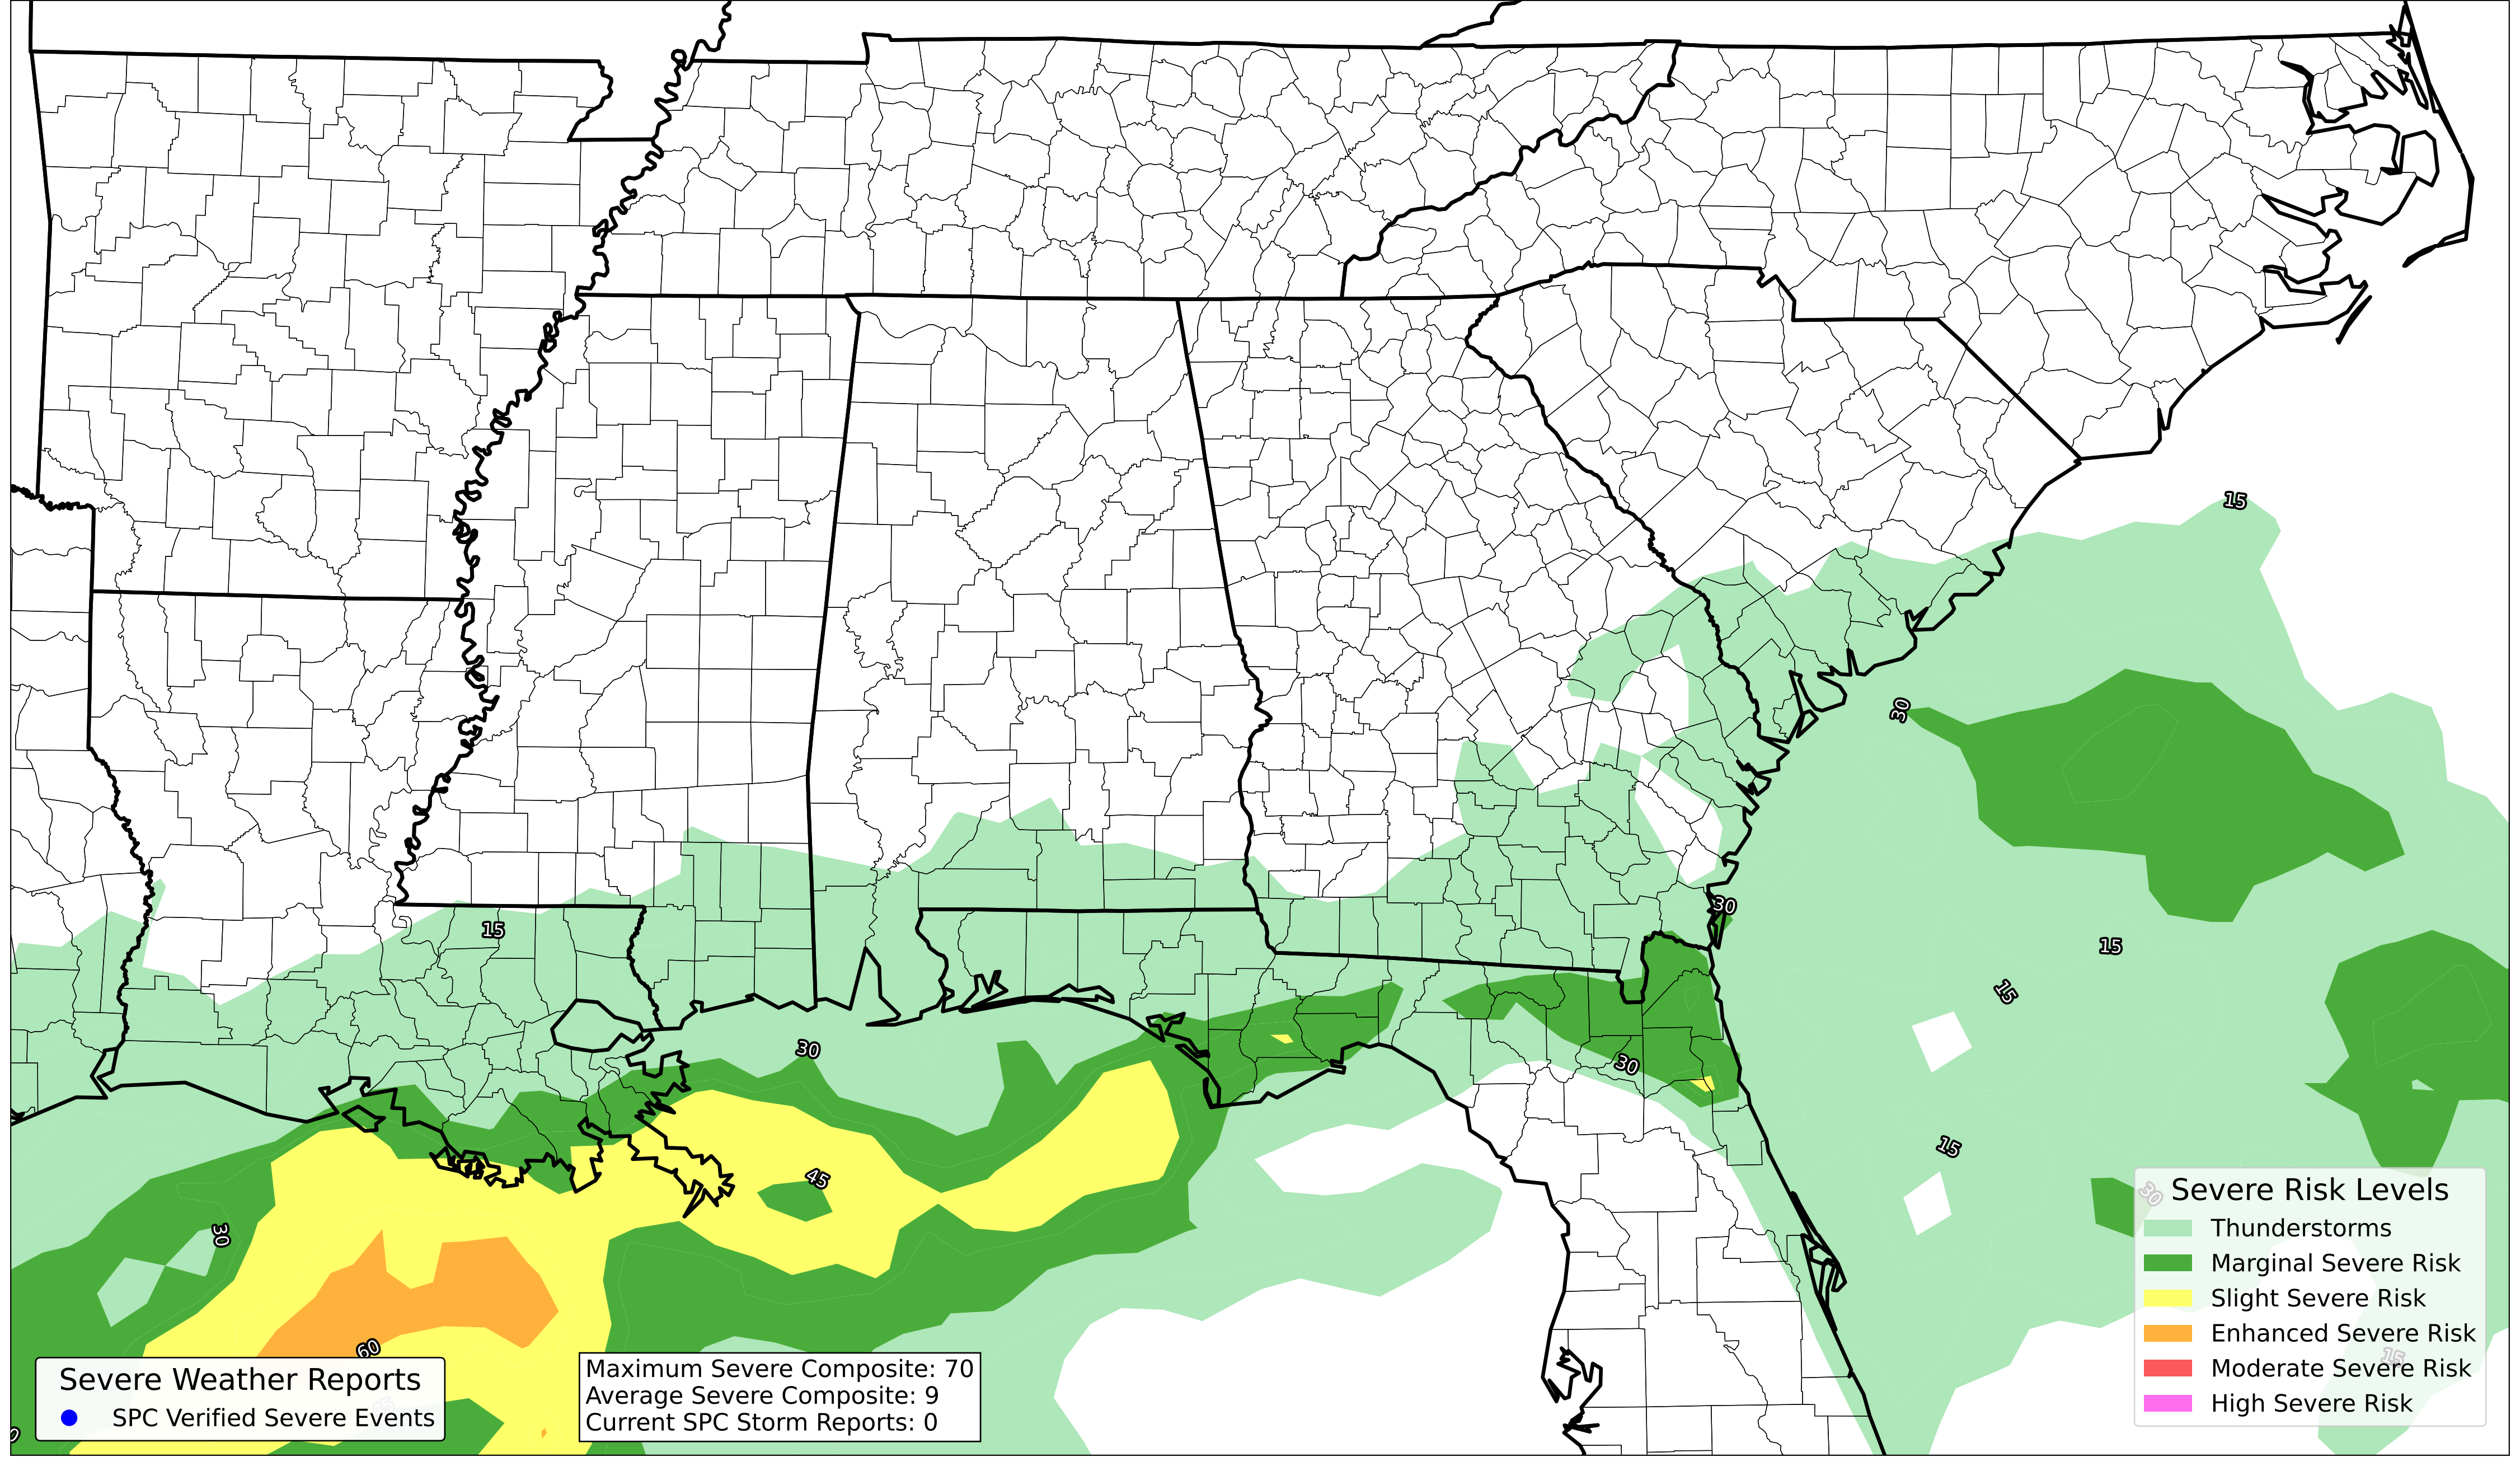 15
30
15
30
15
15
30
30
15
45
30
30
Severe Risk Levels
Thunderstorms
Marginal Severe Risk
Slight Severe Risk
Enhanced Severe Risk
Moderate Severe Risk
High Severe Risk
15
60
Severe Weather Reports
SPC Verified Severe Events
Maximum Severe Composite: 70
Average Severe Composite: 9
Current SPC Storm Reports: 0